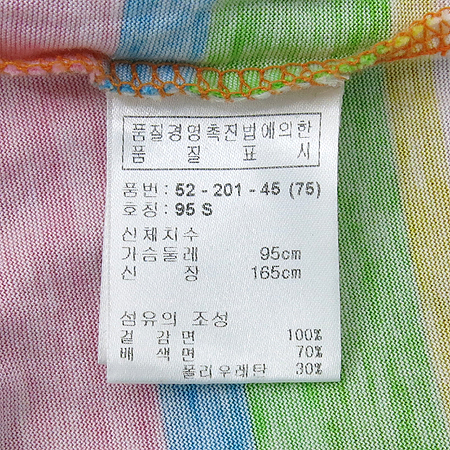 품질경영촉진법에의한
품 질 표 시
품번 : 52 - 201 - 45 (75)
호칭 : 95 S
신체치수
가슴둘레 95cm
신 장 165cm
섬유의 조성
겉 감 면 100%
배 색 면 70%
폴리우레탄 30%